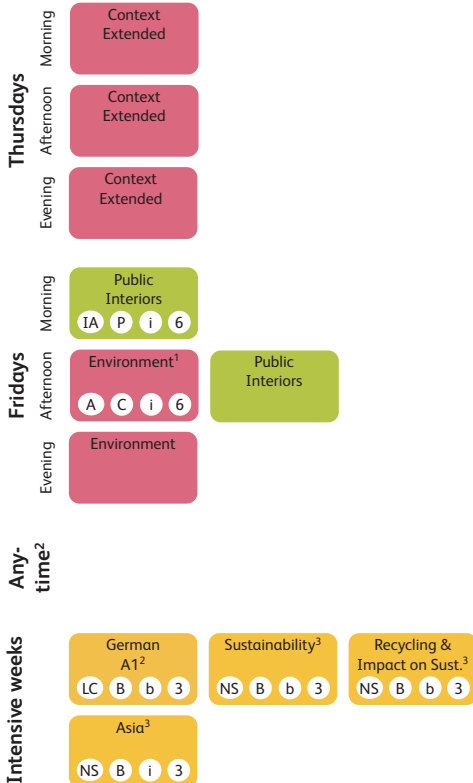 Thursdays
Morning
Context
Extended
Afternoon
Context
Extended
Evening
Context
Extended
Fridays
Morning
Public
Interiors
IA P i 6
Afternoon
Environment¹
A C i 6
Public
Interiors
Evening
Environment
Any-
time²
Intensive weeks
German
A1²
LC B b 3
Sustainability³
NS B b 3
Recycling &
Impact on Sust.³
NS B b 3
Asia³
NS B i 3